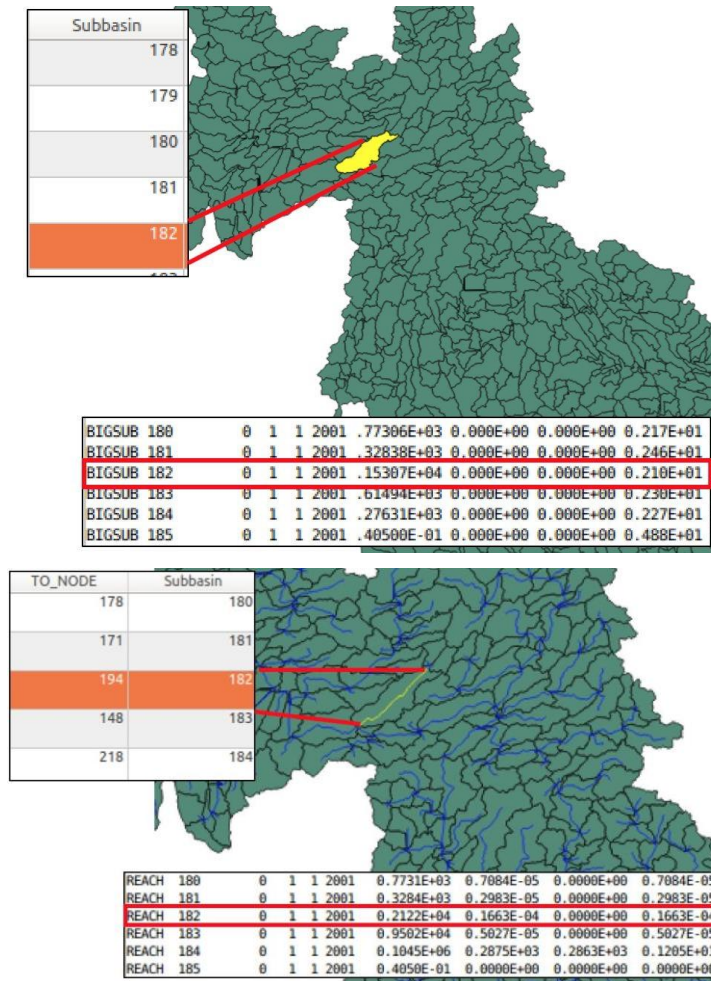 Subbasin
178
179
180
181
182
BIGSUB 180 0 1 1 2001 .77306E+03 0.000E+00 0.000E+00 0.217E+01
BIGSUB 181 0 1 1 2001 .32838E+03 0.000E+00 0.000E+00 0.246E+01
BIGSUB 182 0 1 1 2001 .15307E+04 0.000E+00 0.000E+00 0.210E+01
BIGSUB 183 0 1 1 2001 .61494E+03 0.000E+00 0.000E+00 0.230E+01
BIGSUB 184 0 1 1 2001 .27631E+03 0.000E+00 0.000E+00 0.227E+01
BIGSUB 185 0 1 1 2001 .40500E-01 0.000E+00 0.000E+00 0.488E+01
TO_NODE Subbasin
178 180
171 181
194 182
148 183
218 184
REACH 180 0 1 1 2001 0.7731E+03 0.7084E-05 0.0000E+00 0.7084E-05
REACH 181 0 1 1 2001 0.3284E+03 0.2983E-05 0.0000E+00 0.2983E-05
REACH 182 0 1 1 2001 0.2122E+04 0.1663E-04 0.0000E+00 0.1663E-04
REACH 183 0 1 1 2001 0.9502E+04 0.5027E-05 0.0000E+00 0.5027E-05
REACH 184 0 1 1 2001 0.1045E+06 0.2875E+03 0.2863E+03 0.1205E+01
REACH 185 0 1 1 2001 0.4050E-01 0.0000E+00 0.0000E+00 0.0000E+00